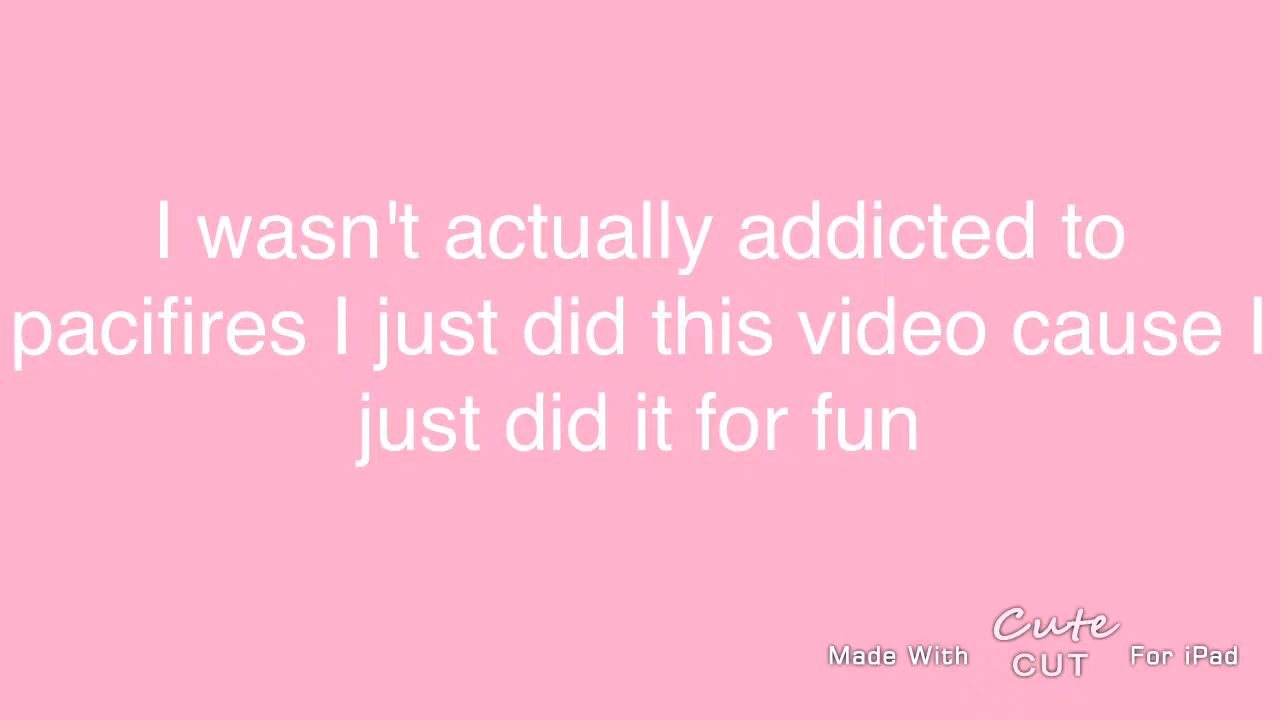 I wasn't actually addicted to
pacifires I just did this video cause I
just did it for fun
Made With Cute CUT For iPad